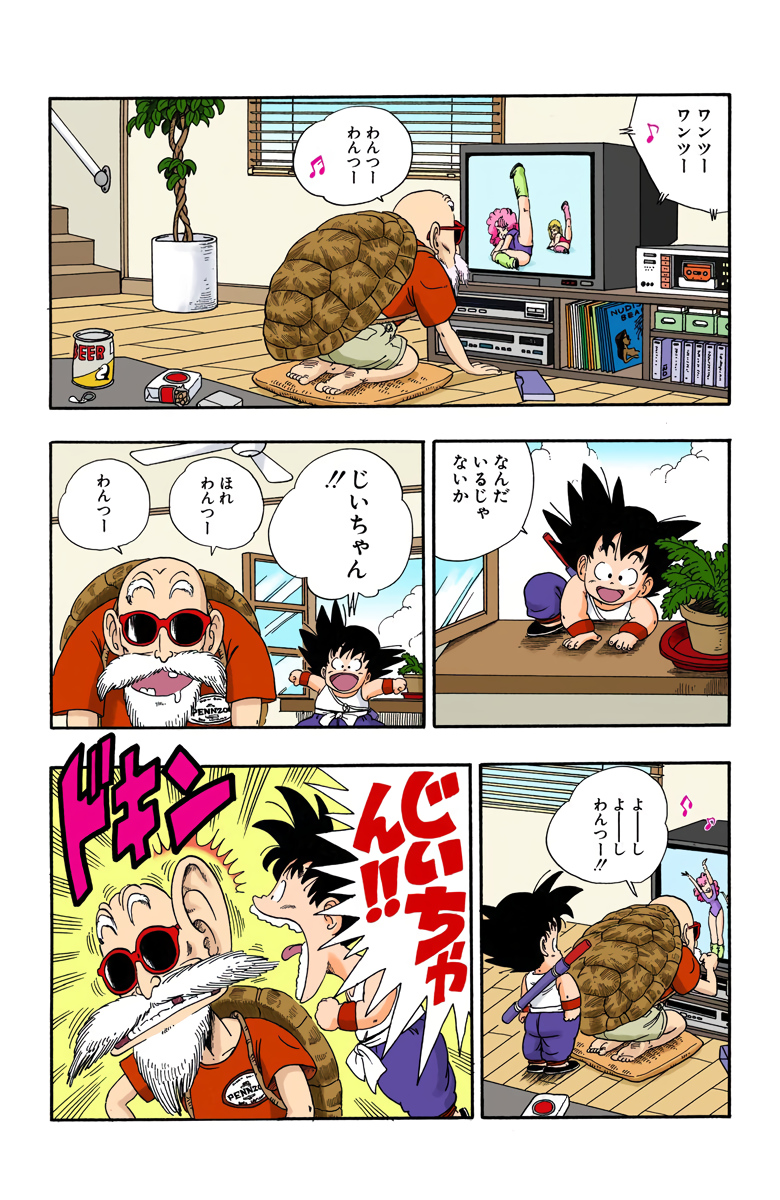 ワンツー
ワンツー
わんつー
わんつー
BEER
2
NUDE
BEA
なんだ
いるじゃ
ないか
じいちゃん
!!
ほれ
わんつー
わんつー
PENNZO
よーーし
よーーし
わんつー!!
じいちゃ
ん!!
ドキン
PENNZO